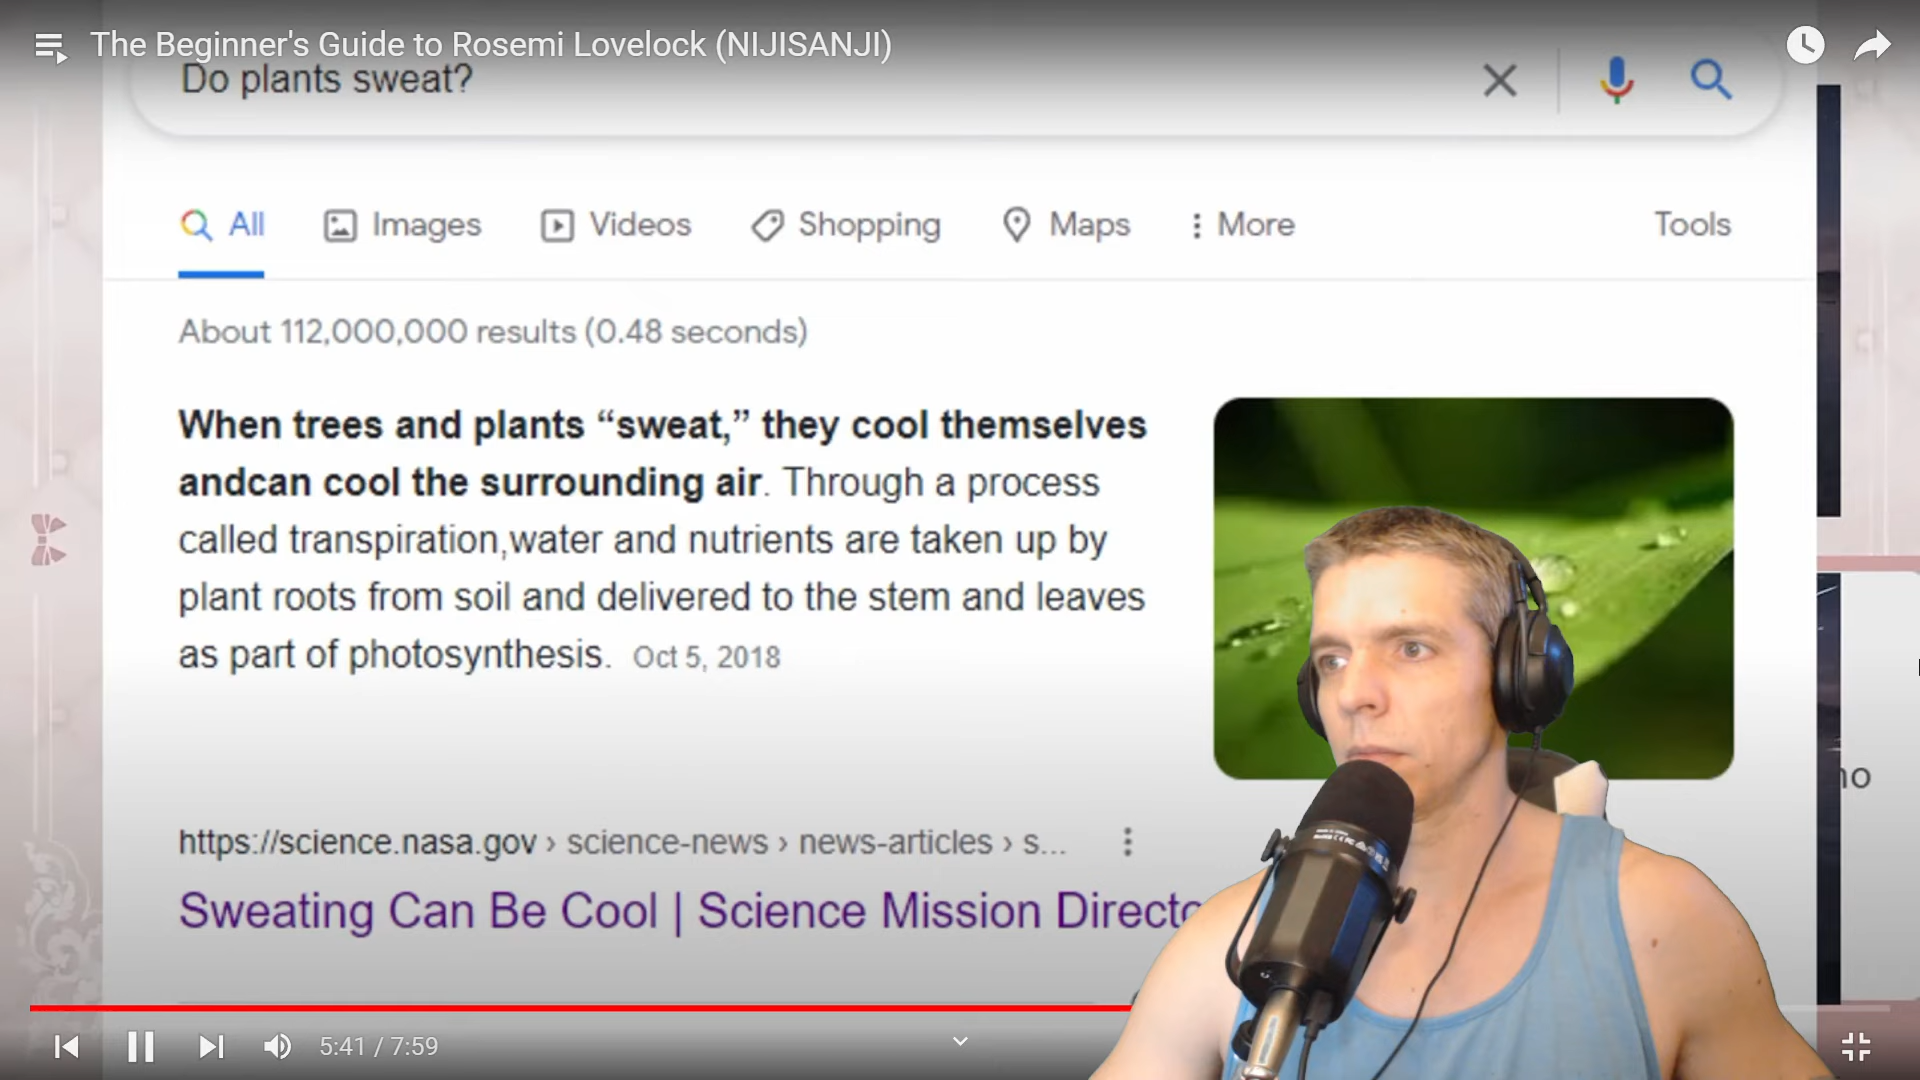 The Beginner's Guide to Rosemi Lovelock (NIJISANJI)
Do plants sweat?
All Images Videos Shopping Maps More Tools
About 112,000,000 results (0.48 seconds)
When trees and plants “sweat,” they cool themselves
andcan cool the surrounding air. Through a process
called transpiration,water and nutrients are taken up by
plant roots from soil and delivered to the stem and leaves
as part of photosynthesis. Oct 5, 2018
https://science.nasa.gov › science-news › news-articles › s...
Sweating Can Be Cool | Science Mission Directo
5:41 / 7:59